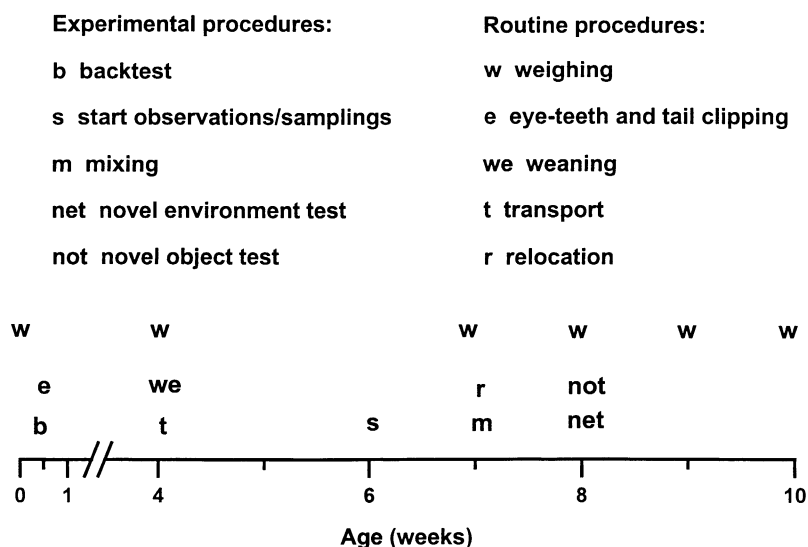 Experimental procedures:
b backtest
s start observations/samplings
m mixing
net novel environment test
not novel object test
Routine procedures:
w weighing
e eye-teeth and tail clipping
we weaning
t transport
r relocation
w w w w w w
e we r not
b t s m net
0 1 4 6 8 10
Age (weeks)